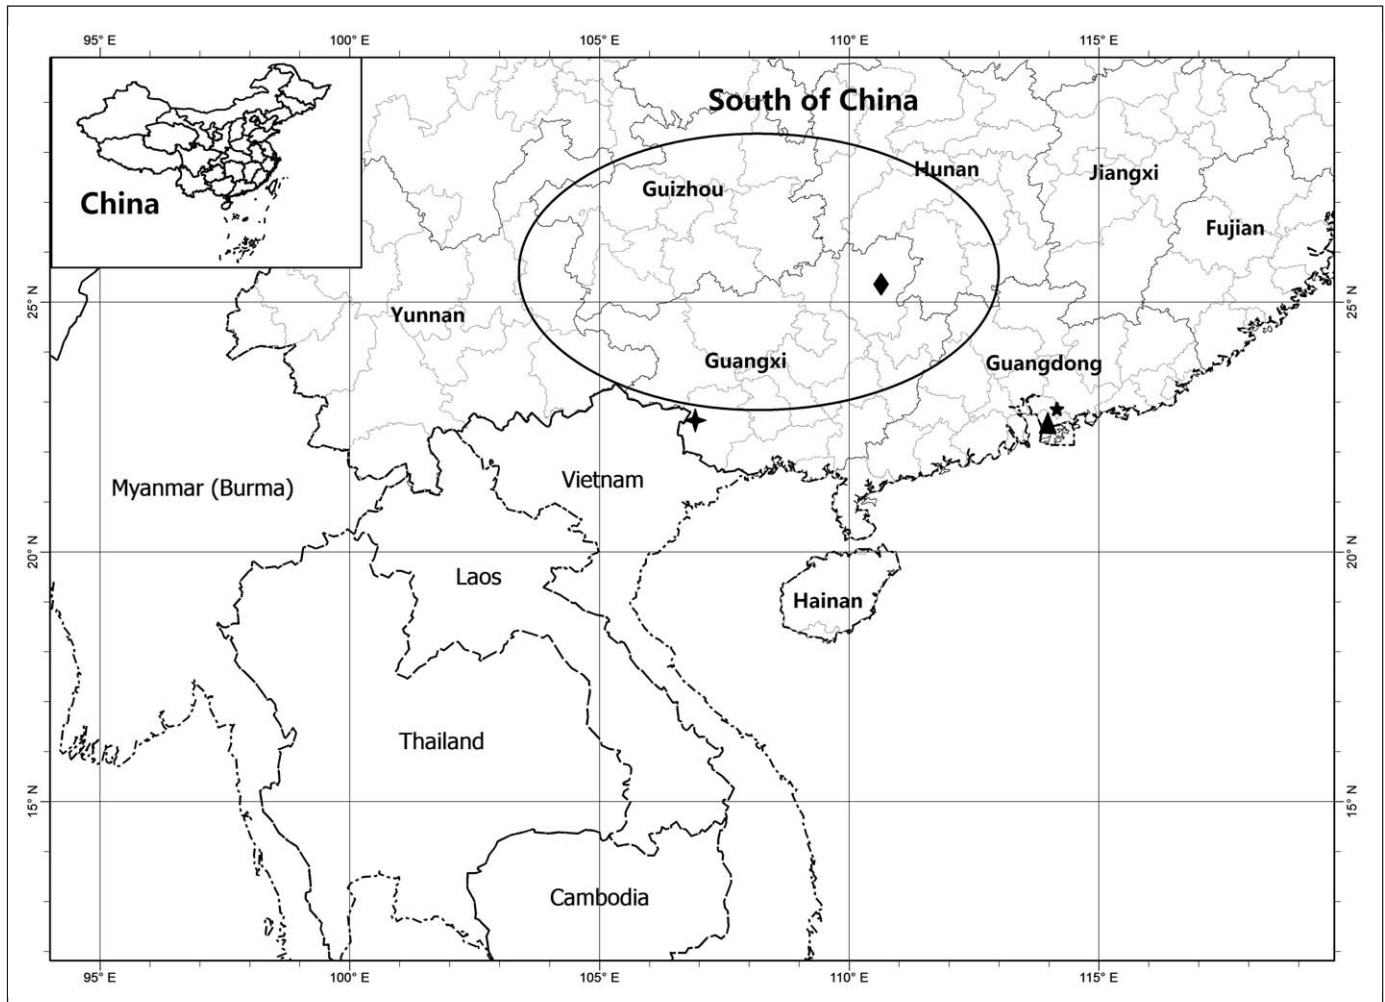 95° E
100° E
105° E
110° E
115° E
South of China
China
Guizhou
Hunan
Jiangxi
Fujian
25° N
25° N
Yunnan
Guangxi
Guangdong
Myanmar (Burma)
Vietnam
20° N
20° N
Laos
Hainan
Thailand
15° N
15° N
Cambodia
95° E
100° E
105° E
110° E
115° E